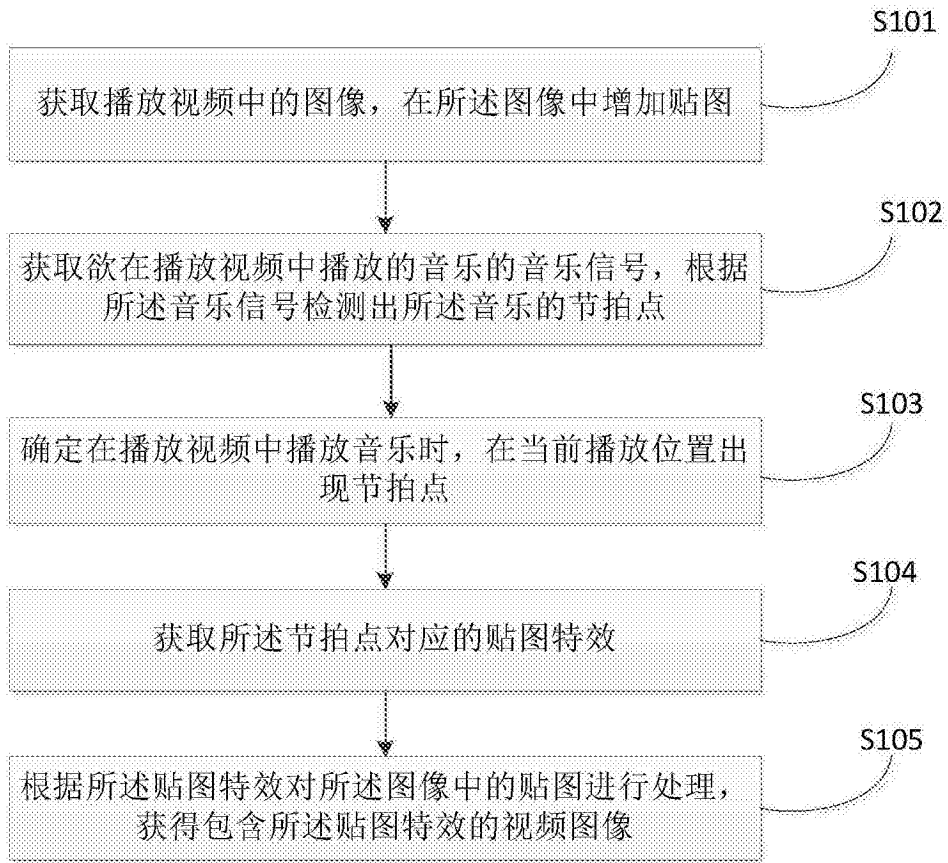 S101
获取播放视频中的图像，在所述图像中增加贴图
S102
获取欲在播放视频中播放的音乐的音乐信号，根据
所述音乐信号检测出所述音乐的节拍点
S103
确定在播放视频中播放音乐时，在当前播放位置出
现节拍点
S104
获取所述节拍点对应的贴图特效
S105
根据所述贴图特效对所述图像中的贴图进行处理，
获得包含所述贴图特效的视频图像